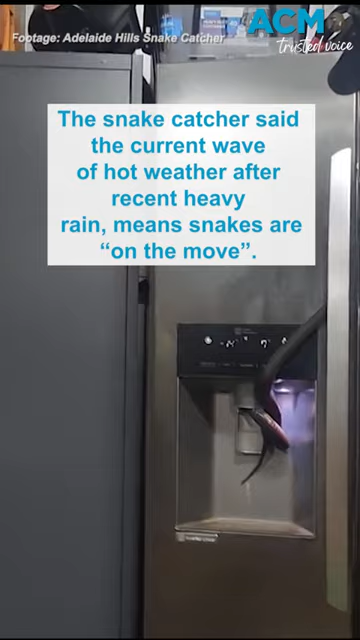 Footage: Adelaide Hills Snake Catcher
ACM
trusted voice
The snake catcher said
the current wave
of hot weather after
recent heavy
rain, means snakes are
“on the move”.